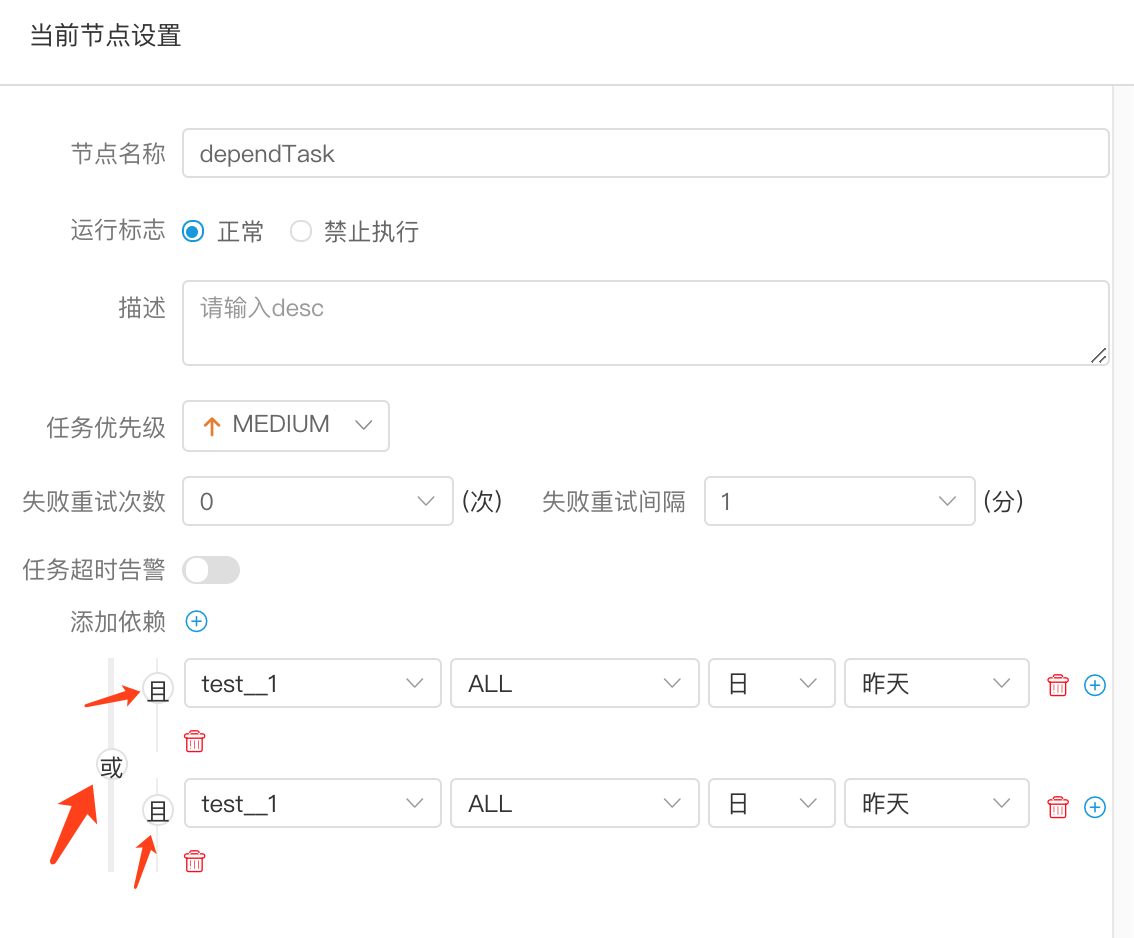 当前节点设置
节点名称 dependTask
运行标志 正常 禁止执行
描述 请输入desc
任务优先级 MEDIUM
失败重试次数 0 (次) 失败重试间隔 1 (分)
任务超时告警
添加依赖
且 test__1 ALL 日 昨天
或
且 test__1 ALL 日 昨天